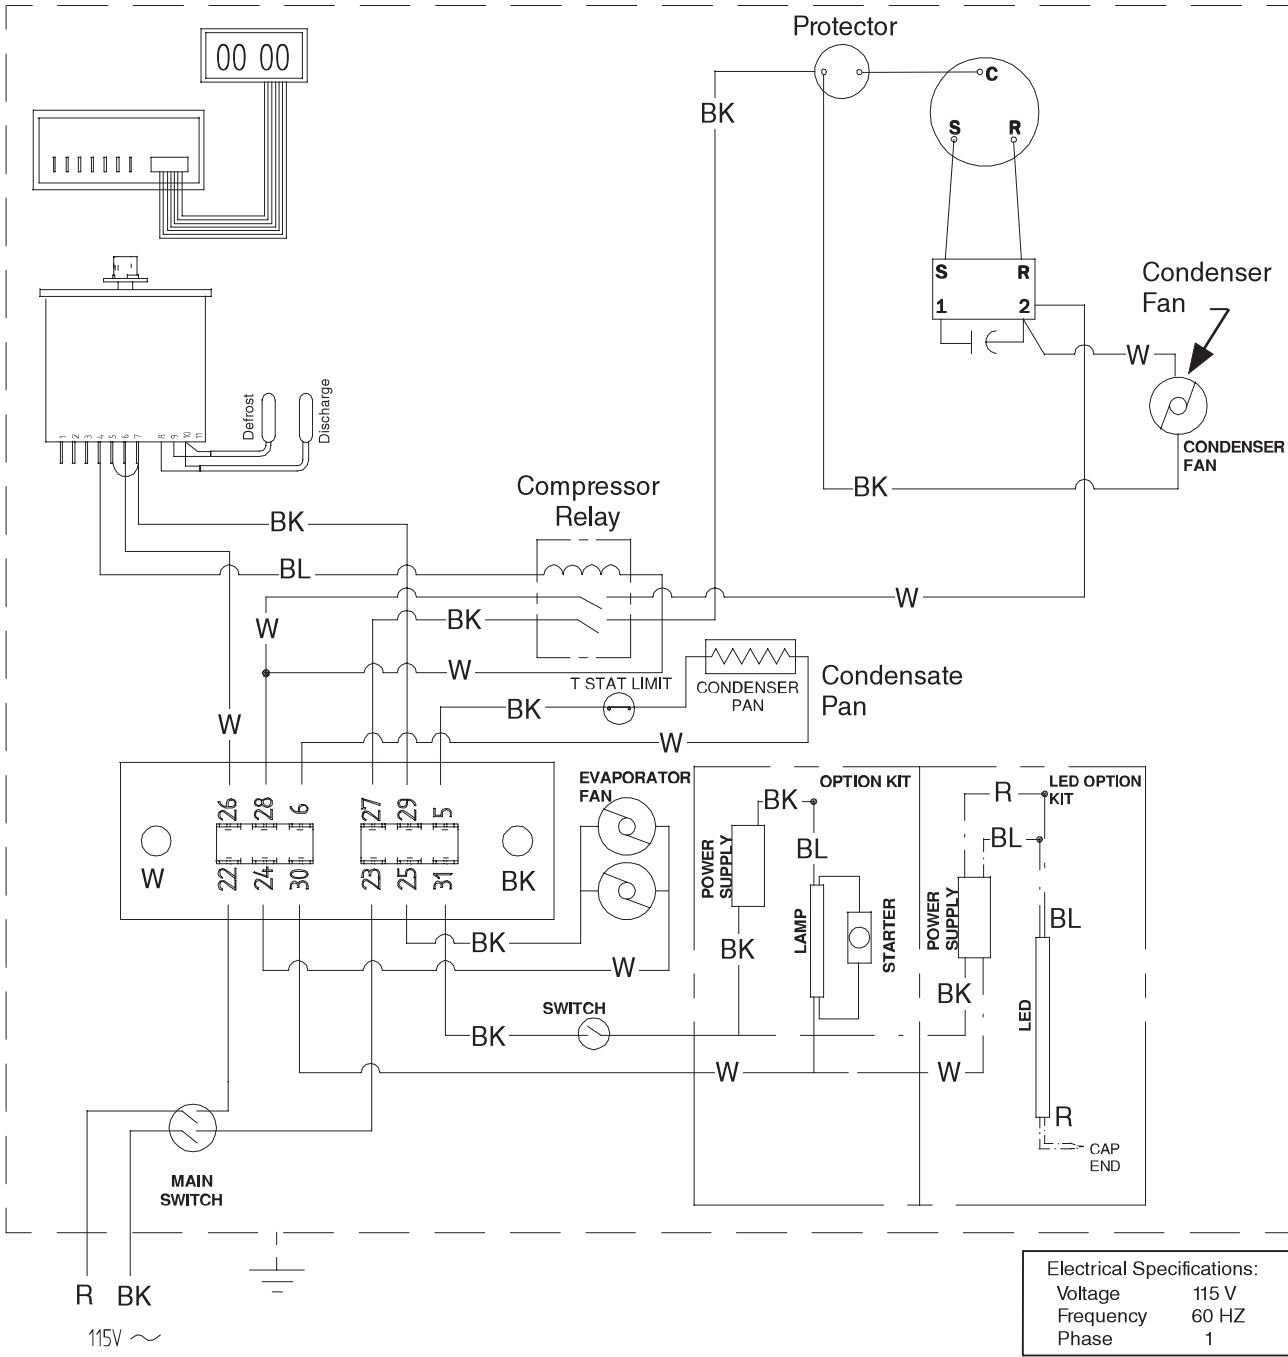 Protector
00 00
BK
C
S
R
S
R
1
2
Condenser
Fan
W
CONDENSER
FAN
Defrost
Discharge
1
2
3
4
5
6
7
8
9
10
11
BK
Compressor
Relay
BK
BL
W
W
BK
W
T STAT LIMIT
CONDENSER
PAN
Condensate
Pan
BK
W
W
EVAPORATOR
FAN
OPTION KIT
LED OPTION
KIT
26
28
6
27
29
5
BK
R
BL
BL
POWER
SUPPLY
W
22
24
30
23
25
31
BK
LAMP
STARTER
POWER
SUPPLY
BL
BK
W
BK
BK
SWITCH
BK
LED
W
W
R
CAP
END
MAIN
SWITCH
R
BK
115V
Electrical Specifications:
Voltage 115 V
Frequency 60 HZ
Phase 1